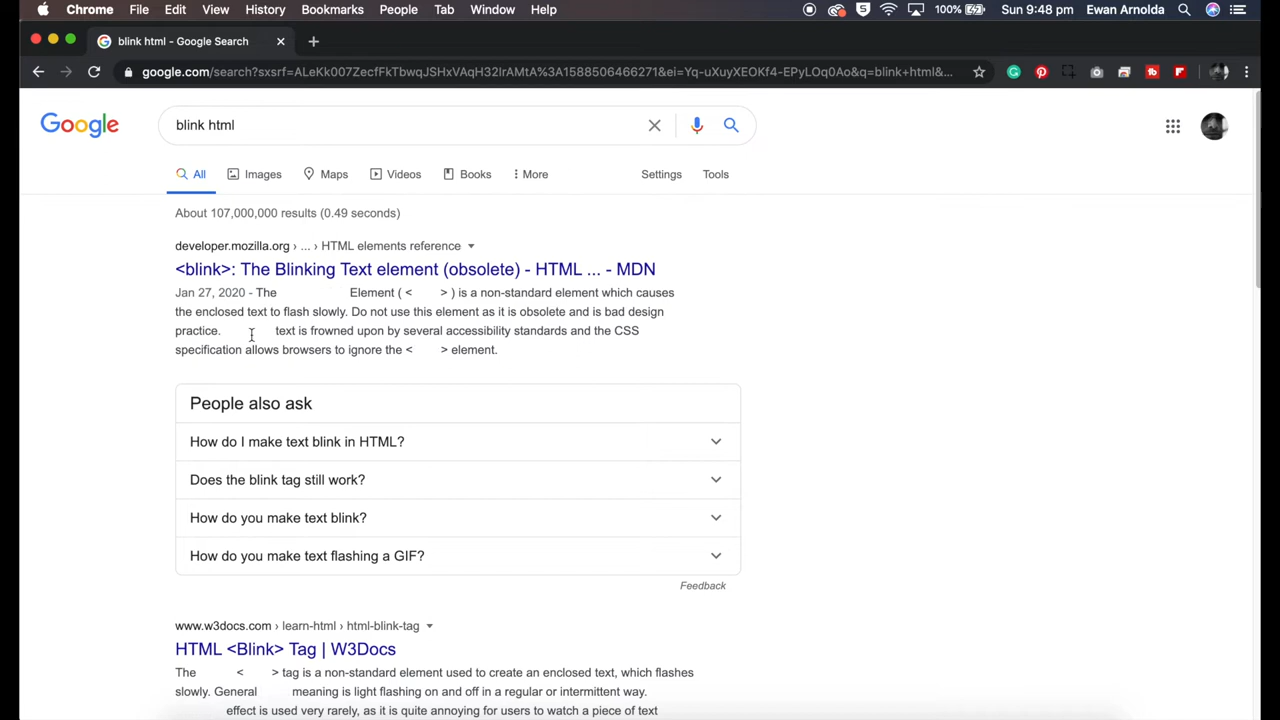 Chrome File Edit View History Bookmarks People Tab Window Help 100% Sun 9:48 pm Ewan Arnolda
blink html - Google Search
google.com/search?sxsrf=ALeKk007ZecfFkTbwqJSHxVAqH32IrAMtA%3A1588506466271&ei=Yq-uXuyXEOKf4-EPyLOq0Ao&q=blink+html&...
Google blink html
All Images Maps Videos Books More Settings Tools
About 107,000,000 results (0.49 seconds)
developer.mozilla.org › ... › HTML elements reference
<blink>: The Blinking Text element (obsolete) - HTML ... - MDN
Jan 27, 2020 - The Element ( < > ) is a non-standard element which causes
the enclosed text to flash slowly. Do not use this element as it is obsolete and is bad design
practice. text is frowned upon by several accessibility standards and the CSS
specification allows browsers to ignore the < > element.
People also ask
How do I make text blink in HTML?
Does the blink tag still work?
How do you make text blink?
How do you make text flashing a GIF?
Feedback
www.w3docs.com › learn-html › html-blink-tag
HTML <Blink> Tag | W3Docs
The < > tag is a non-standard element used to create an enclosed text, which flashes
slowly. General meaning is light flashing on and off in a regular or intermittent way.
effect is used very rarely, as it is quite annoying for users to watch a piece of text